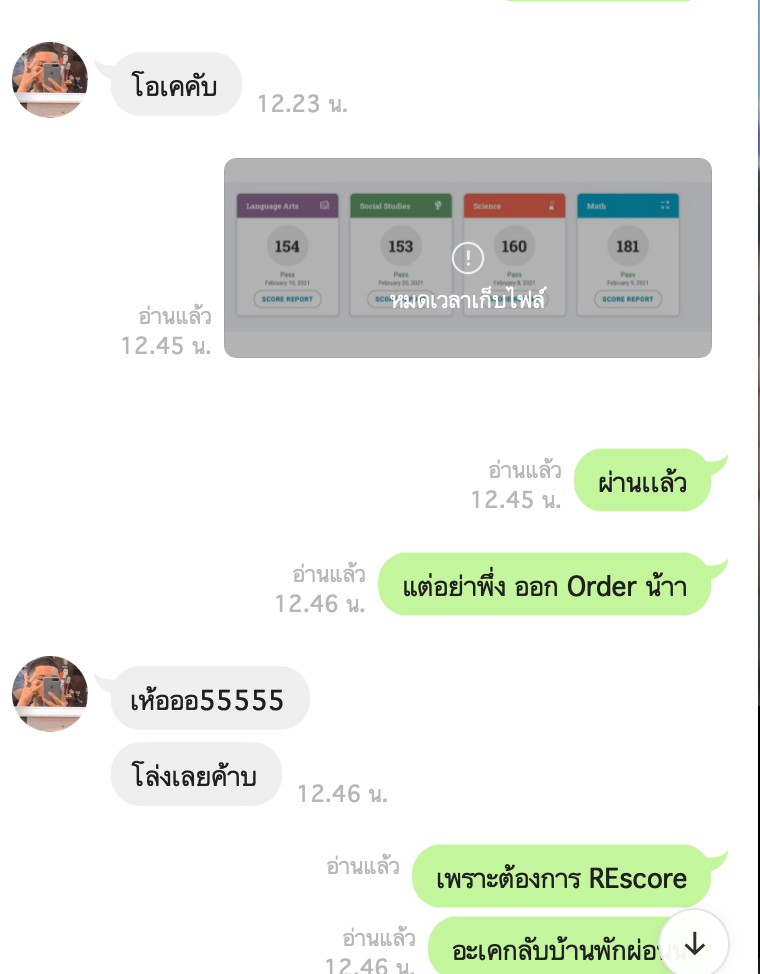 โอเคคับ
12.23 น.
Language Arts
Social Studies
Science
Math
154
153
160
181
Pass
Pass
Pass
Pass
February 10, 2021
February 20, 2021
February 8, 2021
February 9, 2021
SCORE REPORT
SCORE REPORT
หมดเวลาเก็บไฟล์
อ่านแล้ว
12.45 น.
ผ่านแล้ว
อ่านแล้ว
12.45 น.
แต่อย่าพึ่ง ออก Order น้าา
อ่านแล้ว
12.46 น.
เห้อออ55555
โล่งเลยค้าบ
12.46 น.
เพราะต้องการ REscore
อ่านแล้ว
อะเคกลับบ้านพักผ่อน
อ่านแล้ว
12.46 น.